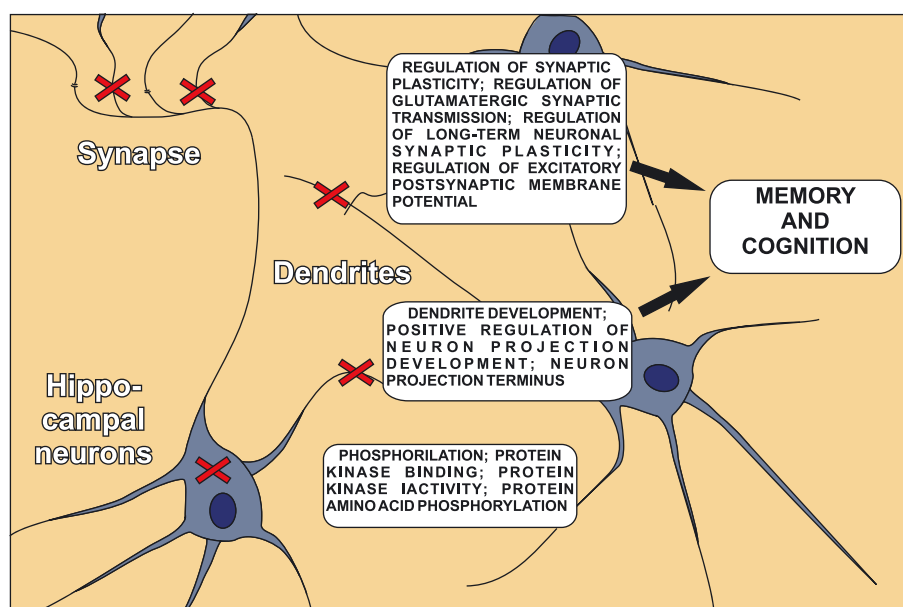 REGULATION OF SYNAPTIC
PLASTICITY; REGULATION OF
GLUTAMATERGIC SYNAPTIC
TRANSMISSION; REGULATION
OF LONG-TERM NEURONAL
SYNAPTIC PLASTICITY;
REGULATION OF EXCITATORY
POSTSYNAPTIC MEMBRANE
POTENTIAL
Synapse
MEMORY
AND
COGNITION
Dendrites
DENDRITE DEVELOPMENT;
POSITIVE REGULATION OF
NEURON PROJECTION
DEVELOPMENT; NEURON
PROJECTION TERMINUS
Hippo-
campal
neurons
PHOSPHORILATION; PROTEIN
KINASE BINDING; PROTEIN
KINASE IACTIVITY; PROTEIN
AMINO ACID PHOSPHORYLATION